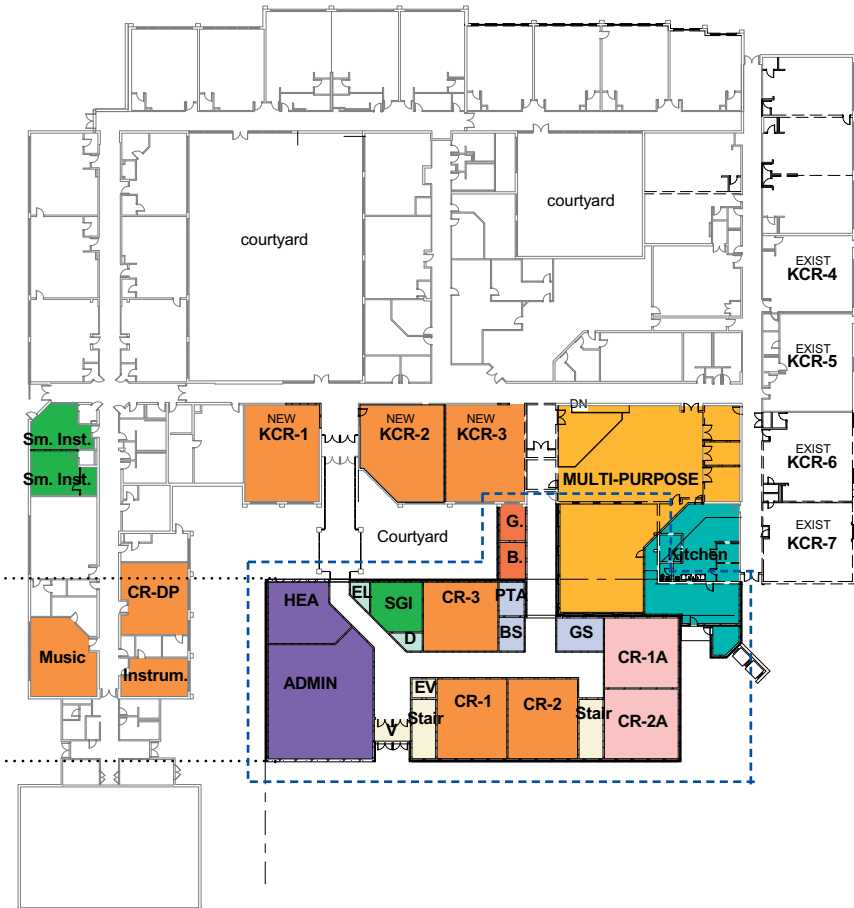 courtyard
courtyard
EXIST
KCR-4
EXIST
KCR-5
DN
NEW
KCR-1
NEW
KCR-2
NEW
KCR-3
Sm. Inst.
Sm. Inst.
MULTI-PURPOSE
EXIST
KCR-6
G.
Courtyard
B.
Kitchen
EXIST
KCR-7
CR-DP
HEA
EL
SGI
CR-3
PTA
D
BS
GS
Music
Instrum.
CR-1A
ADMIN
EV
CR-1
CR-2
Stair
Stair
V
CR-2A